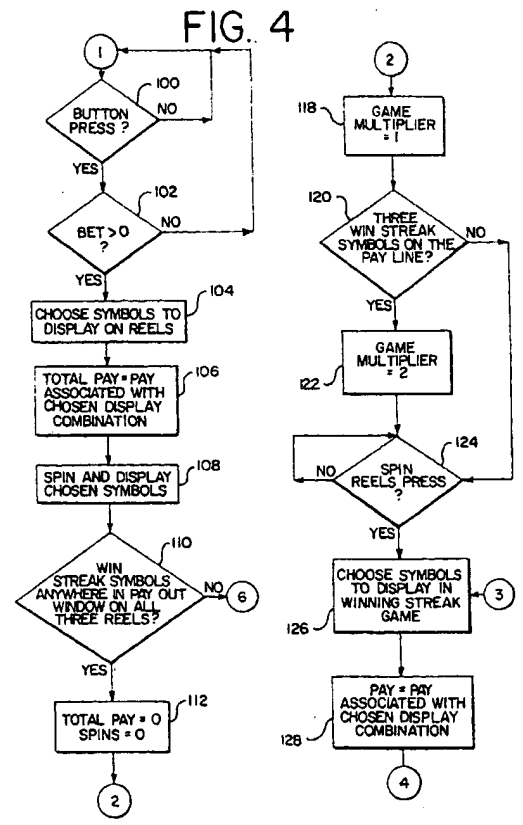 FIG. 4
1
100
BUTTON
PRESS ?
NO
YES
102
BET > 0
?
NO
YES
104
CHOOSE SYMBOLS TO
DISPLAY ON REELS
106
TOTAL PAY = PAY
ASSOCIATED WITH
CHOSEN DISPLAY
COMBINATION
108
SPIN AND DISPLAY
CHOSEN SYMBOLS
110
WIN
STREAK SYMBOLS
ANYWHERE IN PAY OUT
WINDOW ON ALL
THREE REELS?
NO
6
YES
112
TOTAL PAY = 0
SPINS = 0
2
2
118
GAME
MULTIPLIER
= 1
120
THREE
WIN STREAK
SYMBOLS ON THE
PAY LINE?
NO
YES
GAME
MULTIPLIER
= 2
122
124
SPIN
REELS PRESS
?
NO
YES
CHOOSE SYMBOLS
TO DISPLAY IN
WINNING STREAK
GAME
126
3
PAY = PAY
ASSOCIATED WITH
CHOSEN DISPLAY
COMBINATION
128
4